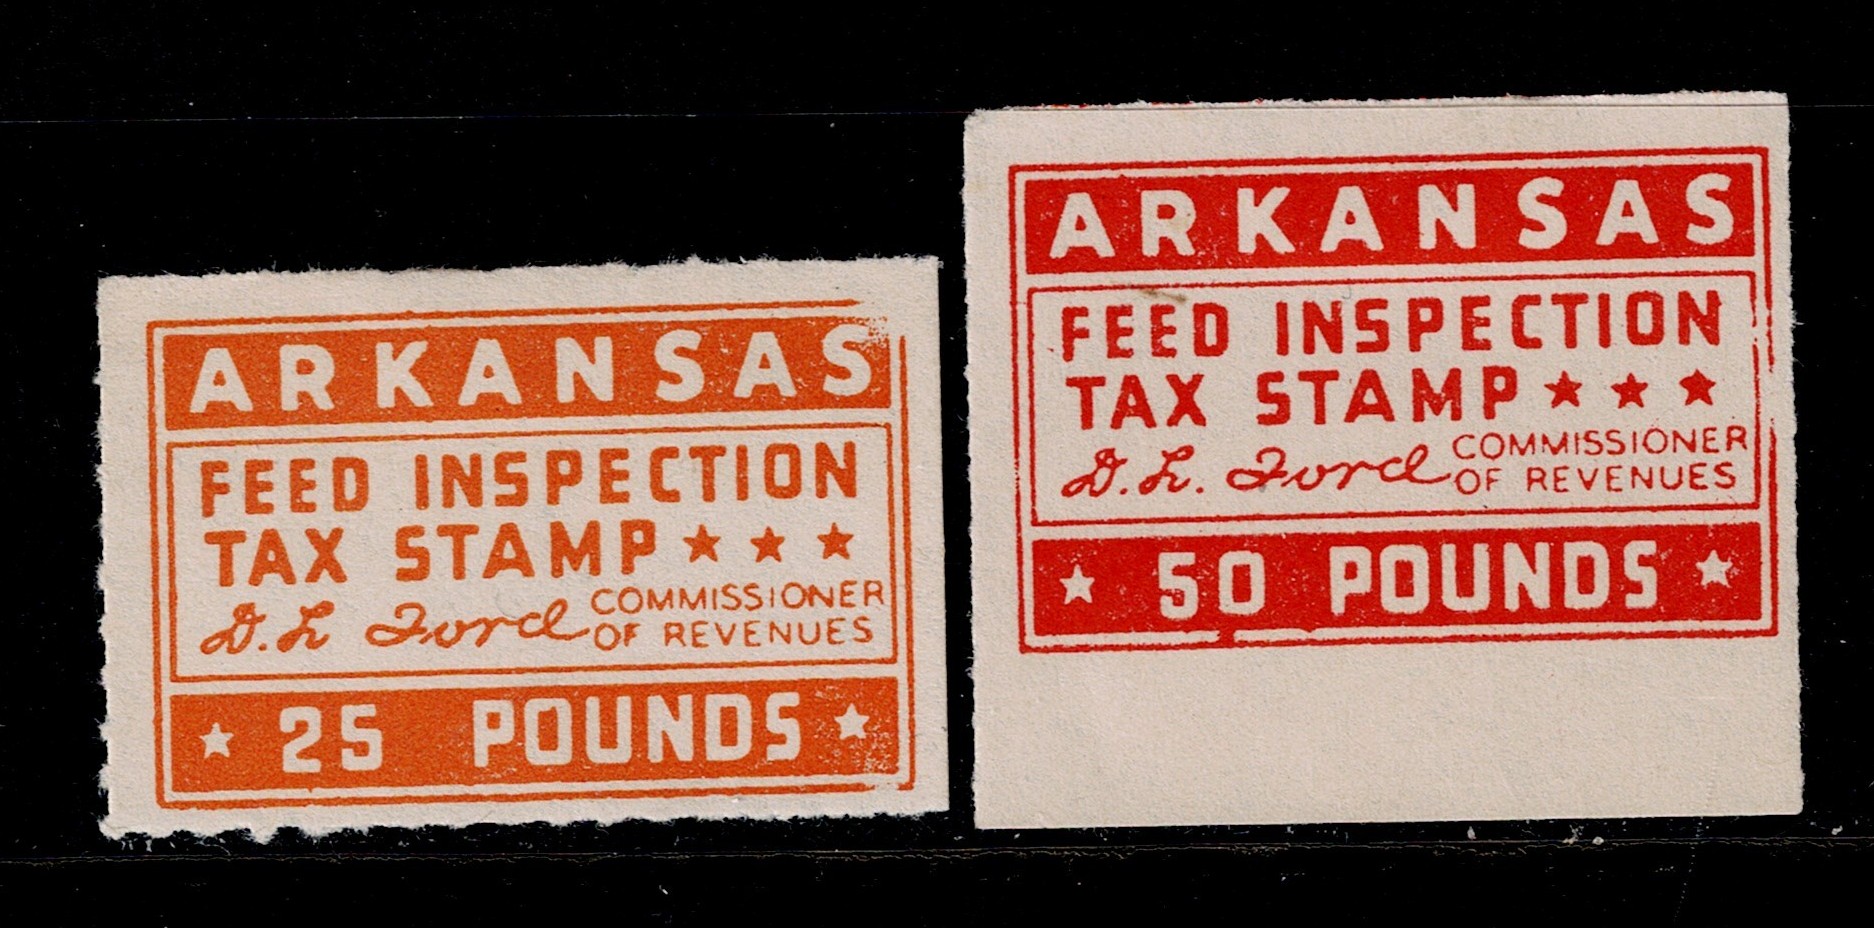 ARKANSAS
FEED INSPECTION
TAX STAMP ★ ★ ★
D. L Ford COMMISSIONER
OF REVENUES
★ 25 POUNDS ★
ARKANSAS
FEED INSPECTION
TAX STAMP ★ ★ ★
D. L. Ford COMMISSIONER
OF REVENUES
★ 50 POUNDS ★